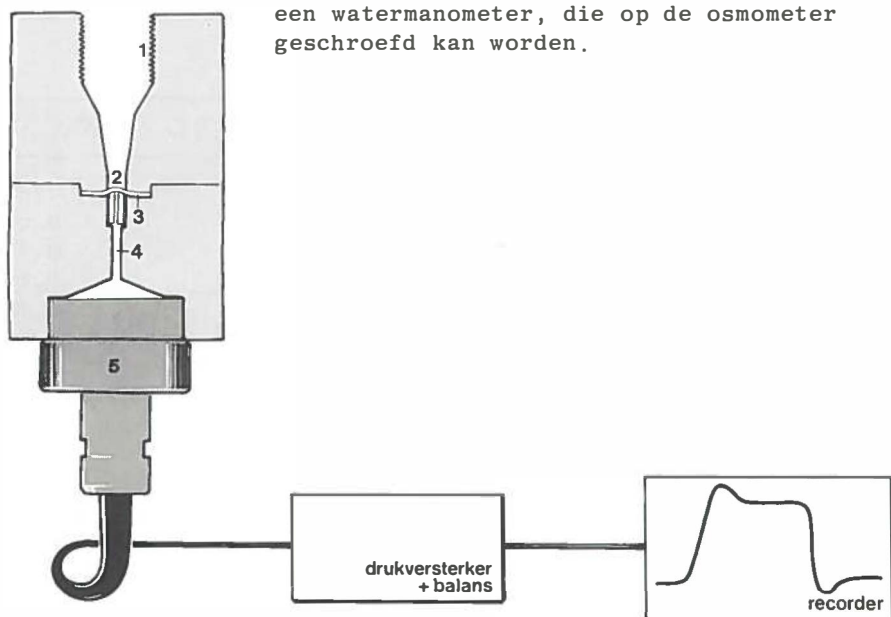 een watermanometer, die op de osmometer
geschroefd kan worden.
1
2
3
4
5
drukversterker
+ balans
recorder